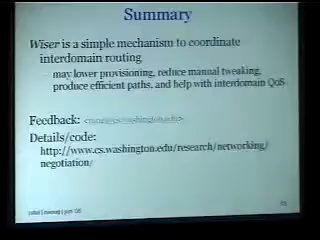 Summary
Wiser is a simple mechanism to coordinate
interdomain routing
– may lower provisioning, reduce manual tweaking,
produce efficient paths, and help with interdomain QoS
Feedback:
Details/code:
http://www.cs.washington.edu/research/networking/
negotiation/